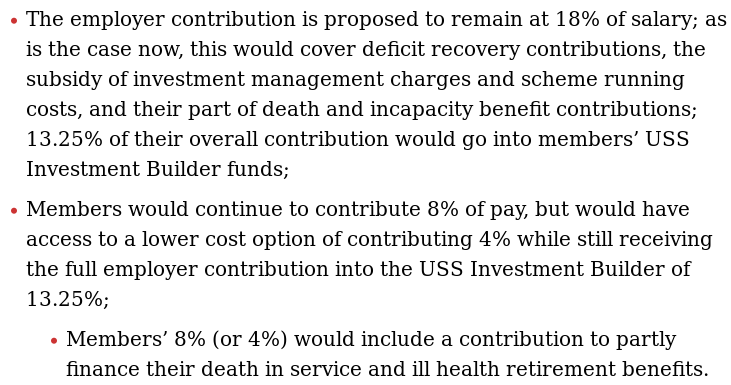 • The employer contribution is proposed to remain at 18% of salary; as
is the case now, this would cover deficit recovery contributions, the
subsidy of investment management charges and scheme running
costs, and their part of death and incapacity benefit contributions;
13.25% of their overall contribution would go into members’ USS
Investment Builder funds;
• Members would continue to contribute 8% of pay, but would have
access to a lower cost option of contributing 4% while still receiving
the full employer contribution into the USS Investment Builder of
13.25%;
• Members’ 8% (or 4%) would include a contribution to partly
finance their death in service and ill health retirement benefits.